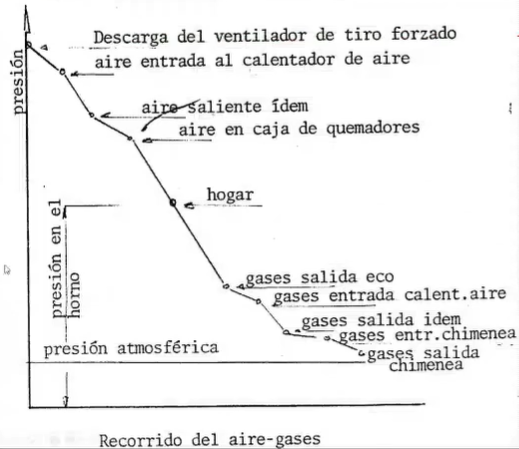 Descarga del ventilador de tiro forzado
aire entrada al calentador de aire
presión
aire saliente ídem
aire en caja de quemadores
hogar
presión en el
horno
gases salida eco
gases entrada calent.aire
gases salida idem
gases entr.chimenea
presión atmosférica
gases salida
chimenea
Recorrido del aire-gases